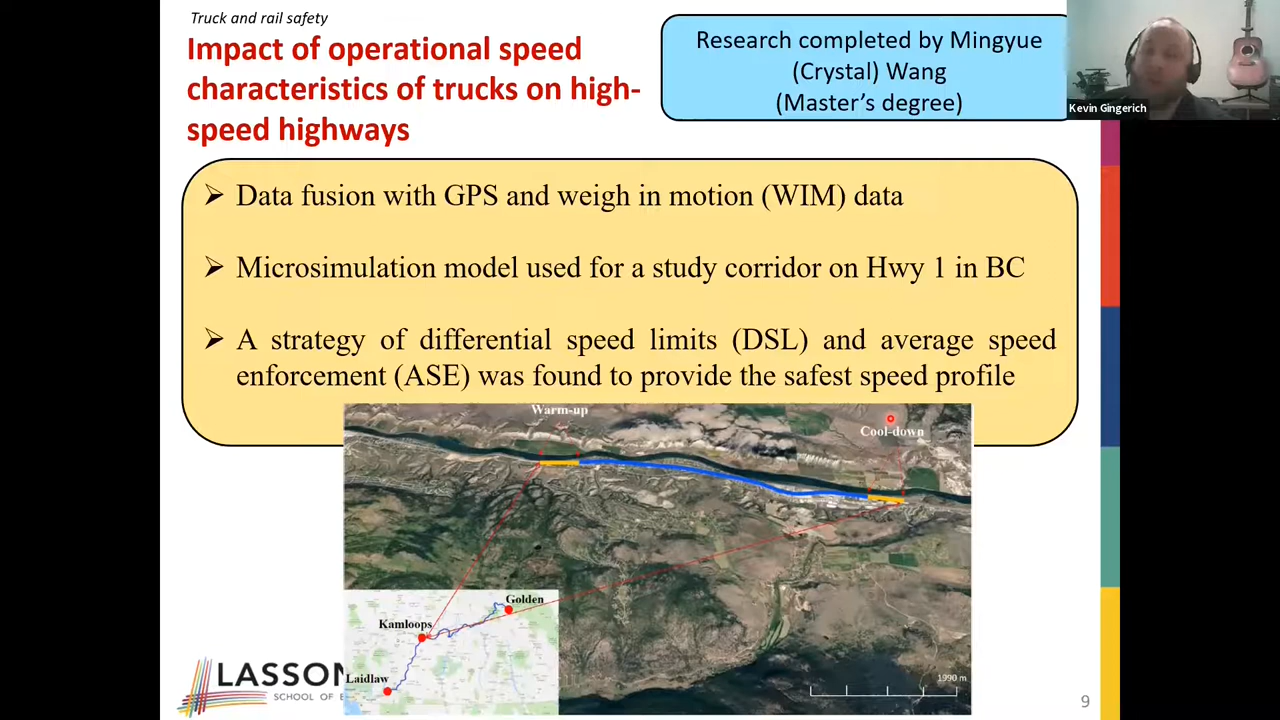 Truck and rail safety
Impact of operational speed
characteristics of trucks on high-
speed highways
Research completed by Mingyue
(Crystal) Wang
(Master's degree)
Kevin Gingerich
➢ Data fusion with GPS and weigh in motion (WIM) data
➢ Microsimulation model used for a study corridor on Hwy 1 in BC
➢ A strategy of differential speed limits (DSL) and average speed
enforcement (ASE) was found to provide the safest speed profile
Warm-up
Cool-down
Golden
Kamloops
Laidlaw
1990 m
LASSON
SCHOOL OF E
9